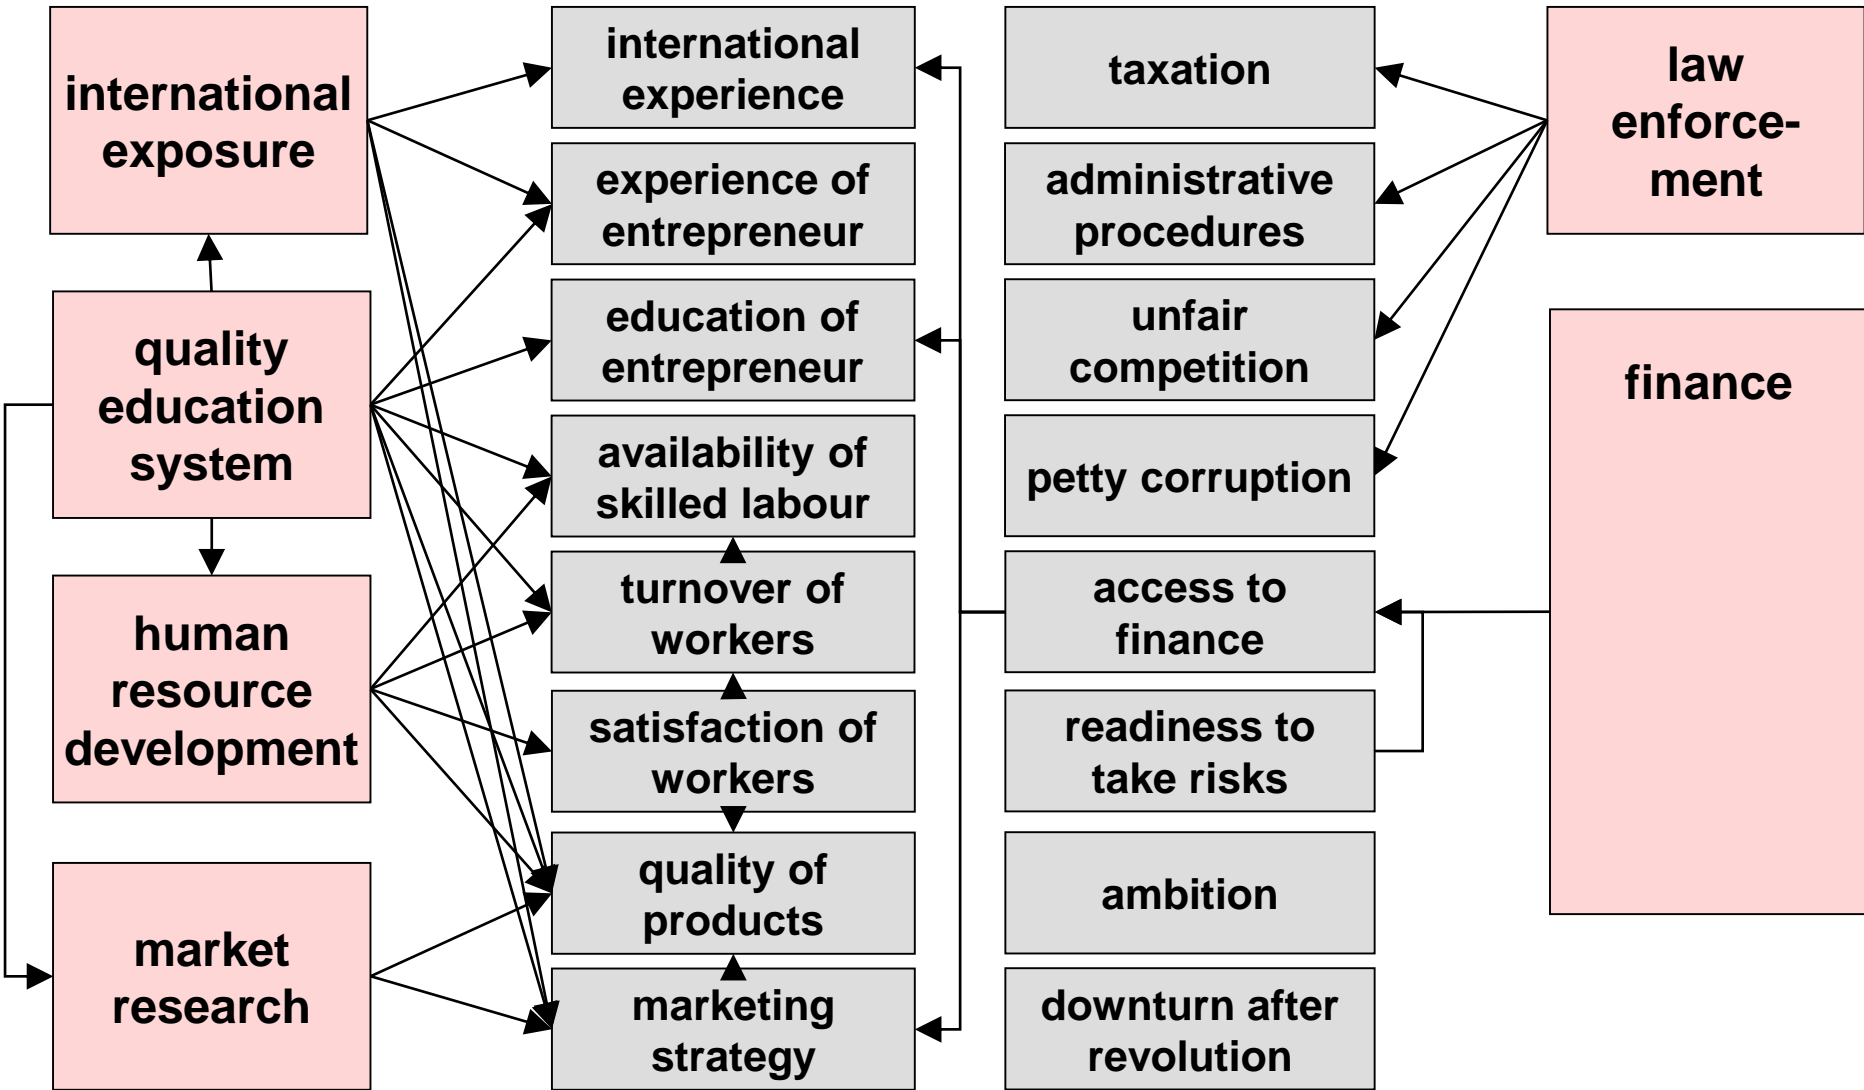 international
exposure
quality
education
system
human
resource
development
market
research
international
experience
experience of
entrepreneur
education of
entrepreneur
availability of
skilled labour
turnover of
workers
satisfaction of
workers
quality of
products
marketing
strategy
taxation
administrative
procedures
unfair
competition
petty corruption
access to
finance
readiness to
take risks
ambition
downturn after
revolution
law
enforce-
ment
finance